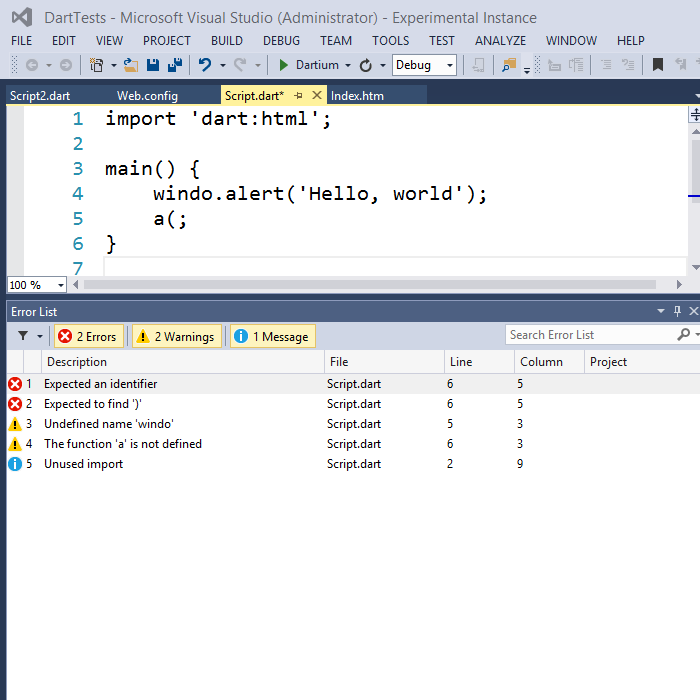 DartTests - Microsoft Visual Studio (Administrator) - Experimental Instance
FILE EDIT VIEW PROJECT BUILD DEBUG TEAM TOOLS TEST ANALYZE WINDOW HELP
Dartium Debug
Script2.dart Web.config Script.dart* Index.htm
1 import 'dart:html';
2
3 main() {
4 windo.alert('Hello, world');
5 a(;
6 }
7
100 %
Error List
2 Errors 2 Warnings 1 Message Search Error List
Description File Line Column Project
1 Expected an identifier Script.dart 6 5
2 Expected to find ')' Script.dart 6 5
3 Undefined name 'windo' Script.dart 5 3
4 The function 'a' is not defined Script.dart 6 3
5 Unused import Script.dart 2 9